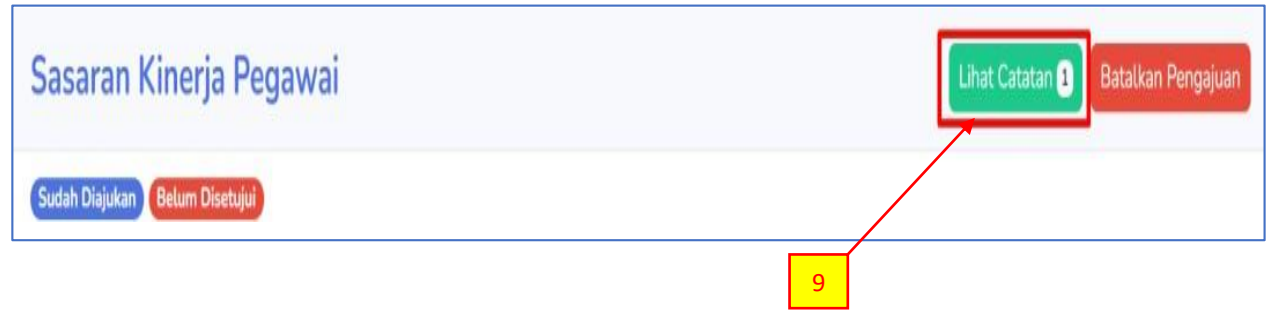 Sasaran Kinerja Pegawai
Lihat Catatan 1 Batalkan Pengajuan
Sudah Diajukan Belum Disetujui
9